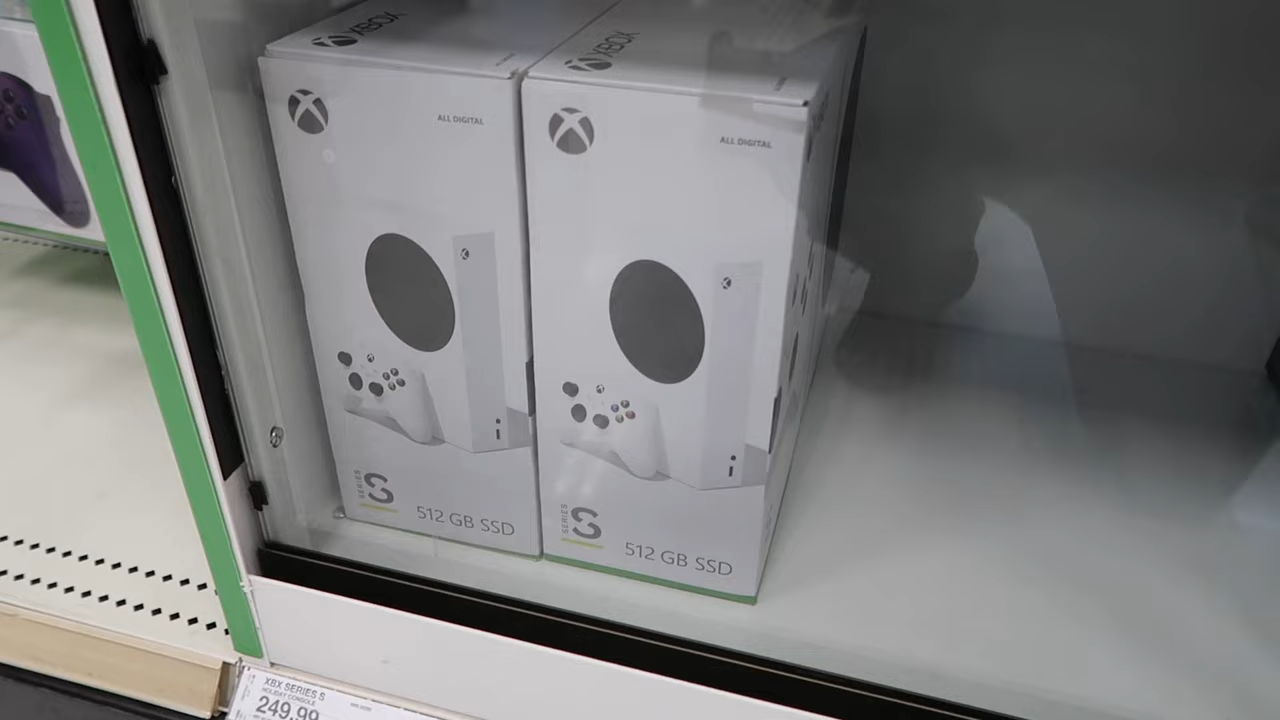 XBOX
XBOX
ALL DIGITAL
ALL DIGITAL
SERIES
S
512 GB SSD
SERIES
S
512 GB SSD
XBX SERIES S
HOLIDAY CONSOLE
249.99